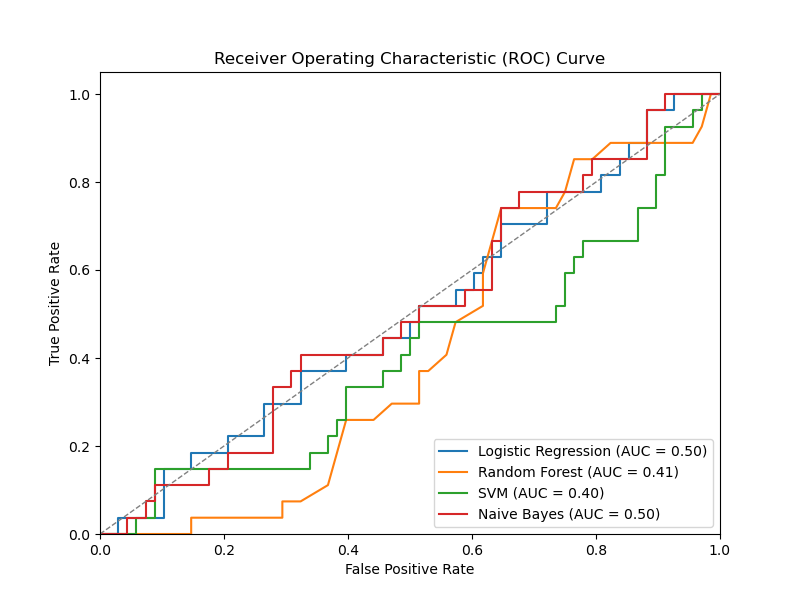 Receiver Operating Characteristic (ROC) Curve
True Positive Rate
1.0
0.8
0.6
0.4
0.2
0.0
Logistic Regression (AUC = 0.50)
Random Forest (AUC = 0.41)
SVM (AUC = 0.40)
Naive Bayes (AUC = 0.50)
0.0 0.2 0.4 0.6 0.8 1.0
False Positive Rate